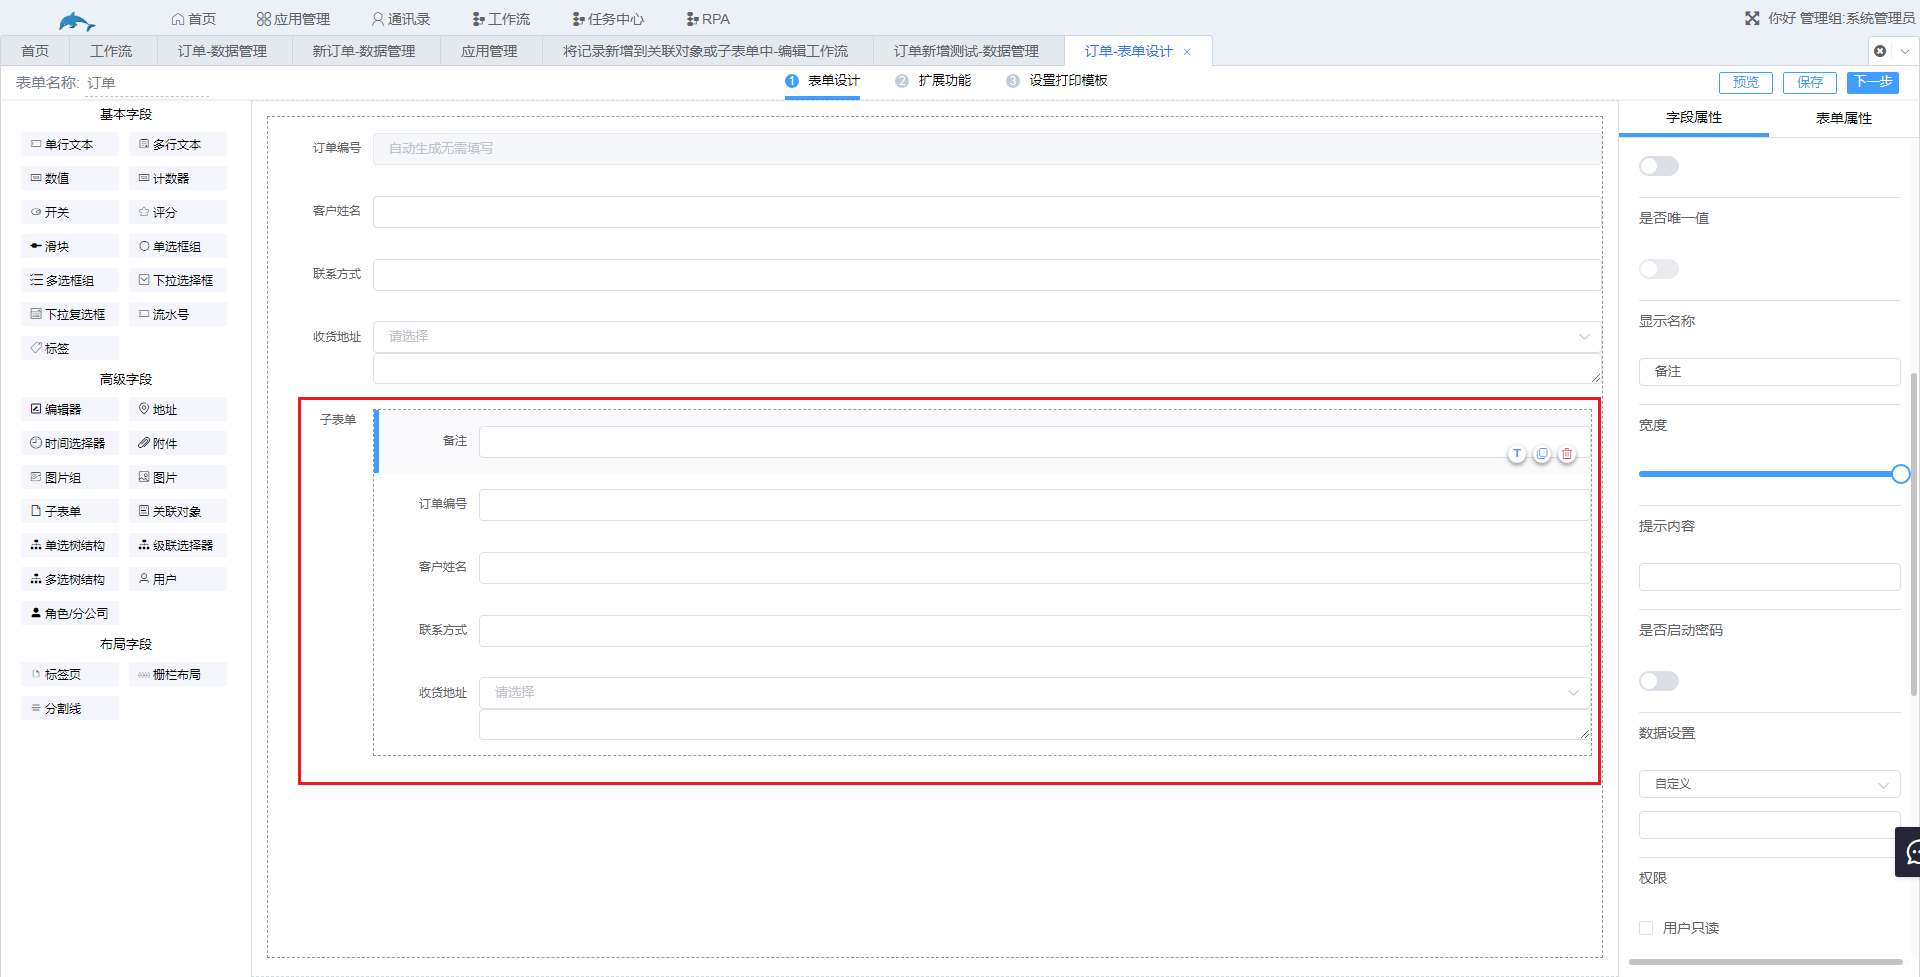 首页 应用管理 通讯录 工作流 任务中心 RPA 你好 管理组:系统管理员
首页 工作流 订单-数据管理 新订单-数据管理 应用管理 将记录新增到关联对象或子表单中-编辑工作流 订单新增测试-数据管理 订单-表单设计 ×
表单名称: 订单 1 表单设计 2 扩展功能 3 设置打印模板 预览 保存 下一步
基本字段
单行文本 多行文本
数值 计数器
开关 评分
滑块 单选框组
多选框组 下拉选择框
下拉复选框 流水号
标签
高级字段
编辑器 地址
时间选择器 附件
图片组 图片
子表单 关联对象
单选树结构 级联选择器
多选树结构 用户
角色/分公司
布局字段
标签页 栅栏布局
分割线
订单编号 自动生成无需填写
客户姓名
联系方式
收货地址 请选择
子表单
备注
T
订单编号
客户姓名
联系方式
收货地址 请选择
字段属性 表单属性
是否唯一值
显示名称
备注
宽度
提示内容
是否启动密码
数据设置
自定义
权限
用户只读